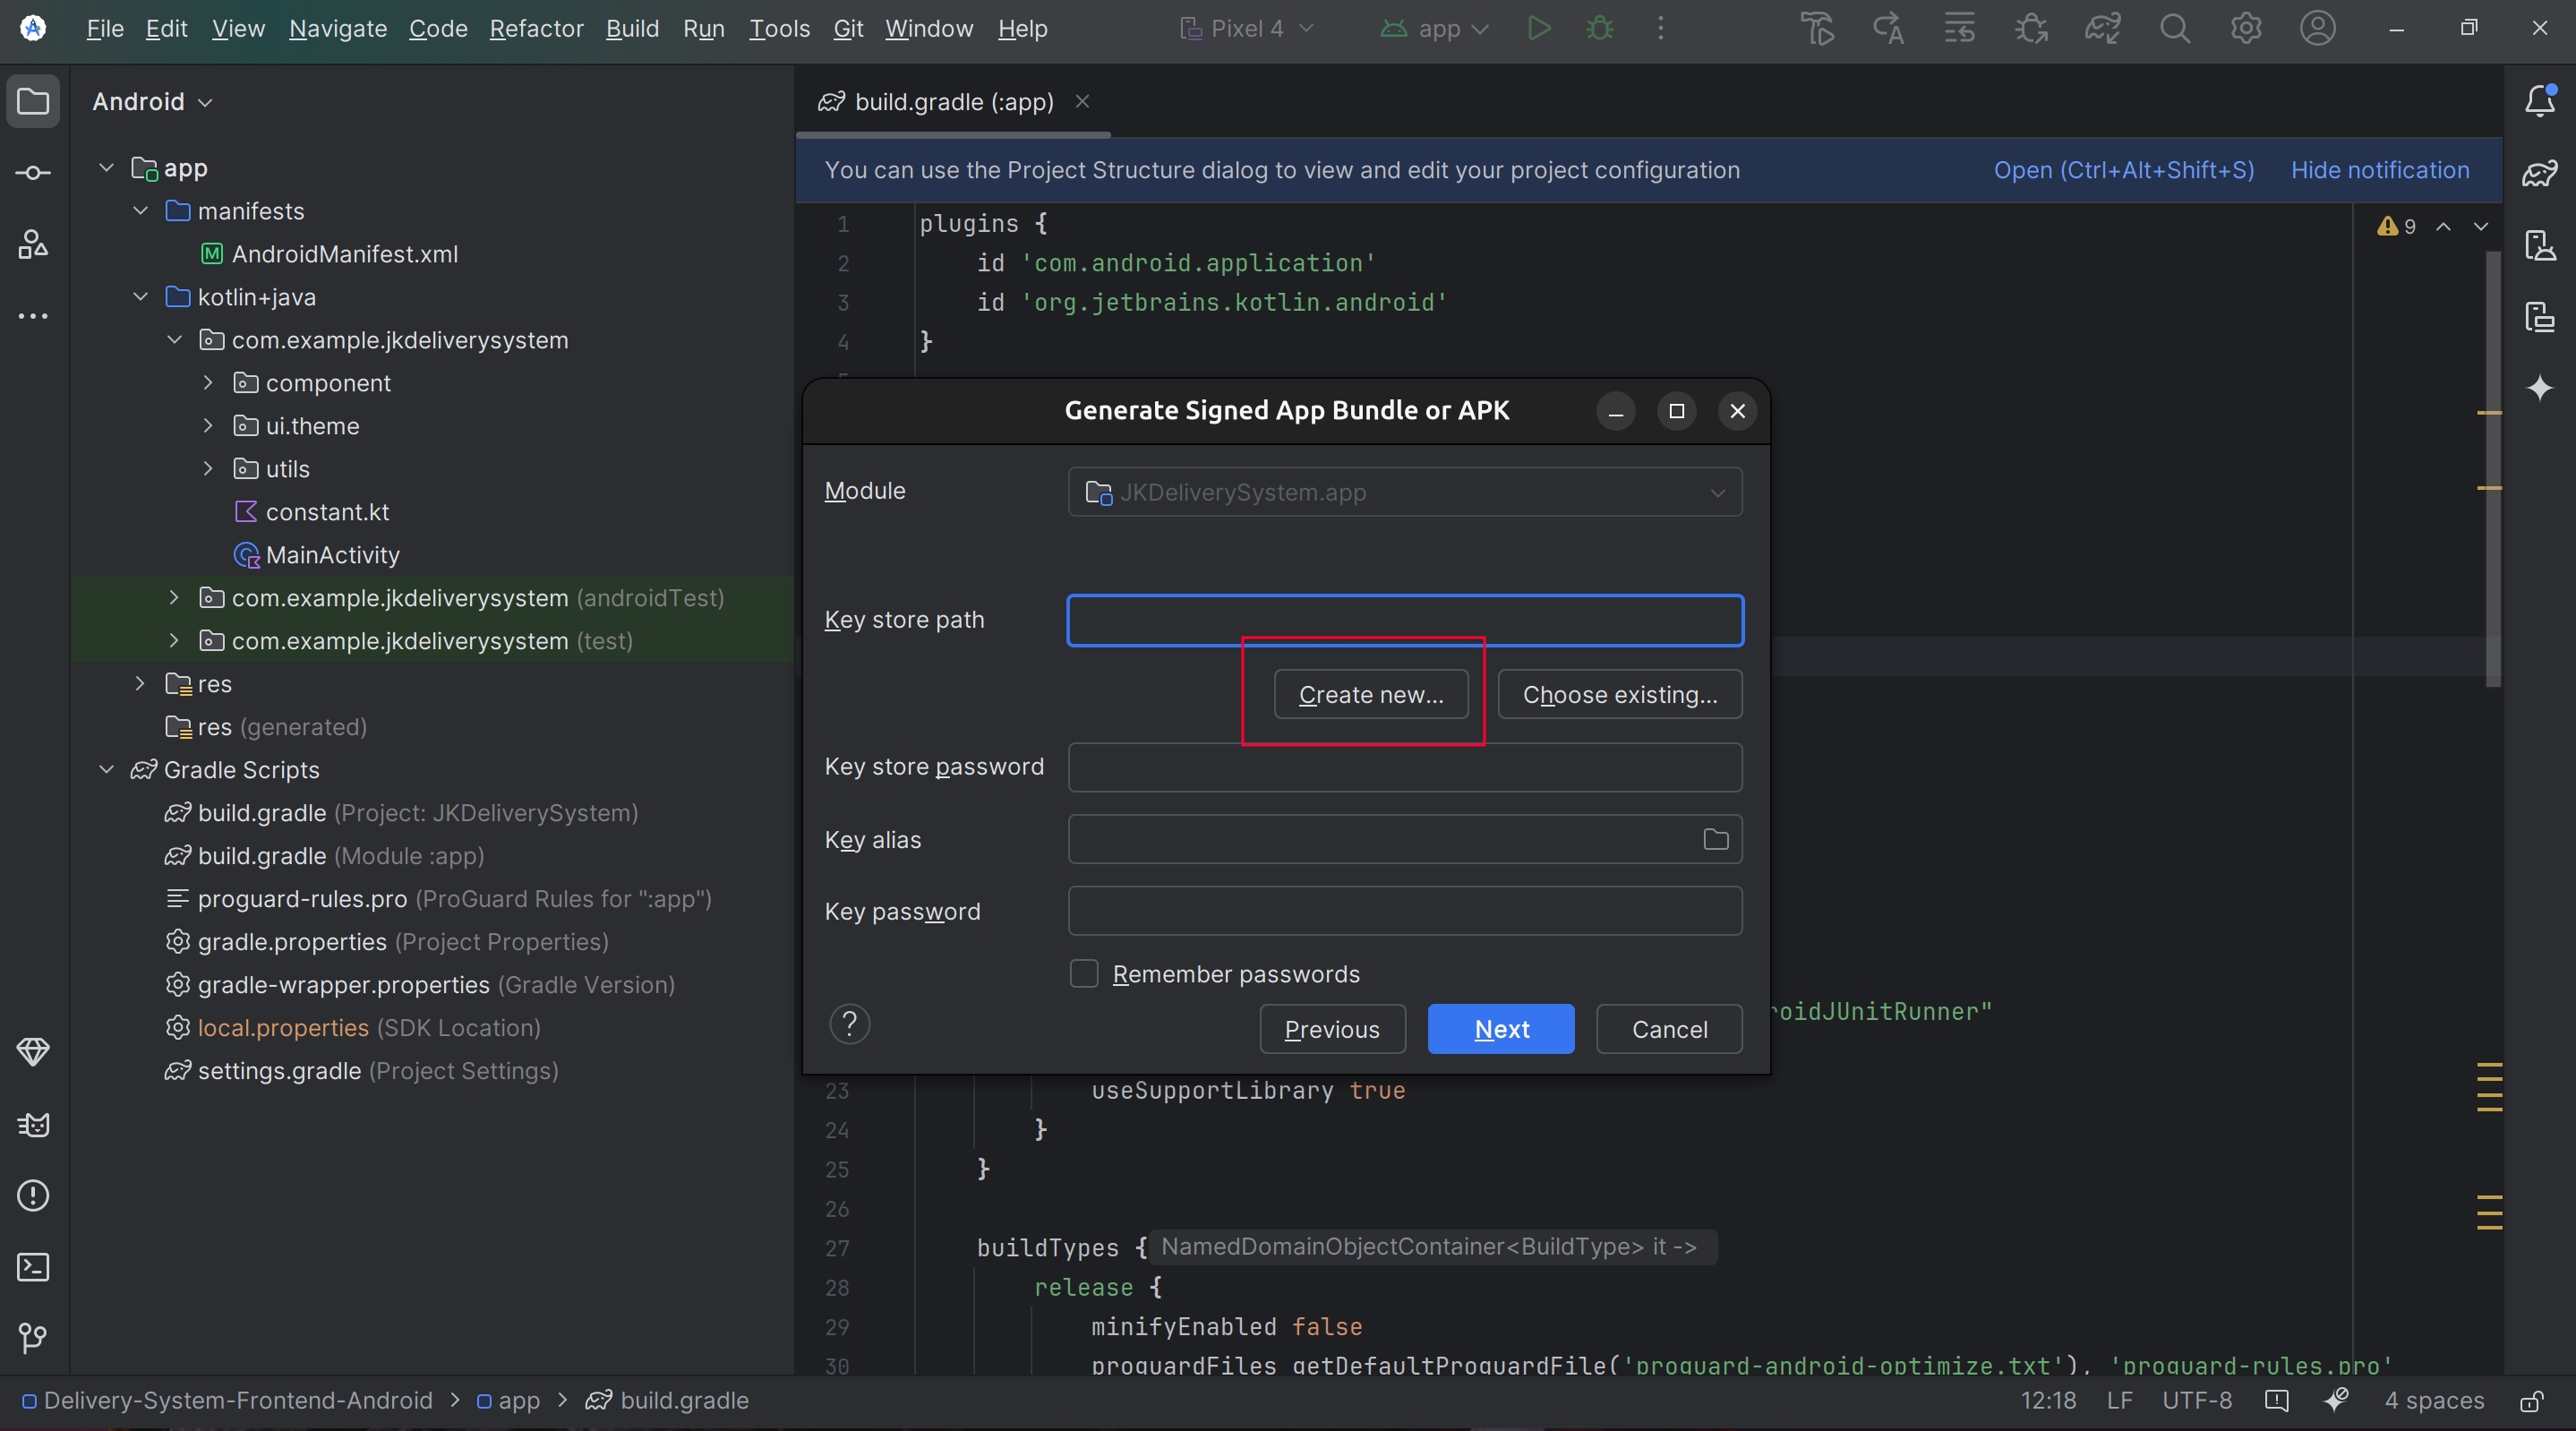 File Edit View Navigate Code Refactor Build Run Tools Git Window Help Pixel 4 app
Android
app
manifests
AndroidManifest.xml
kotlin+java
com.example.jkdeliverysystem
component
ui.theme
utils
constant.kt
MainActivity
com.example.jkdeliverysystem (androidTest)
com.example.jkdeliverysystem (test)
res
res (generated)
Gradle Scripts
build.gradle (Project: JKDeliverySystem)
build.gradle (Module :app)
proguard-rules.pro (ProGuard Rules for ":app")
gradle.properties (Project Properties)
gradle-wrapper.properties (Gradle Version)
local.properties (SDK Location)
settings.gradle (Project Settings)
build.gradle (:app)
You can use the Project Structure dialog to view and edit your project configuration Open (Ctrl+Alt+Shift+S) Hide notification
9
1 plugins {
2 id 'com.android.application'
3 id 'org.jetbrains.kotlin.android'
4 }
Generate Signed App Bundle or APK
Module JKDeliverySystem.app
Key store path
Create new... Choose existing...
Key store password
Key alias
Key password
Remember passwords
? Previous Next Cancel
roidJUnitRunner"
23 useSupportLibrary true
24 }
25 }
26
27 buildTypes { NamedDomainObjectContainer<BuildType> it ->
28 release {
29 minifyEnabled false
30 proguardFiles getDefaultProguardFile('proguard-android-optimize.txt'), 'proguard-rules.pro'
Delivery-System-Frontend-Android > app > build.gradle 12:18 LF UTF-8 4 spaces